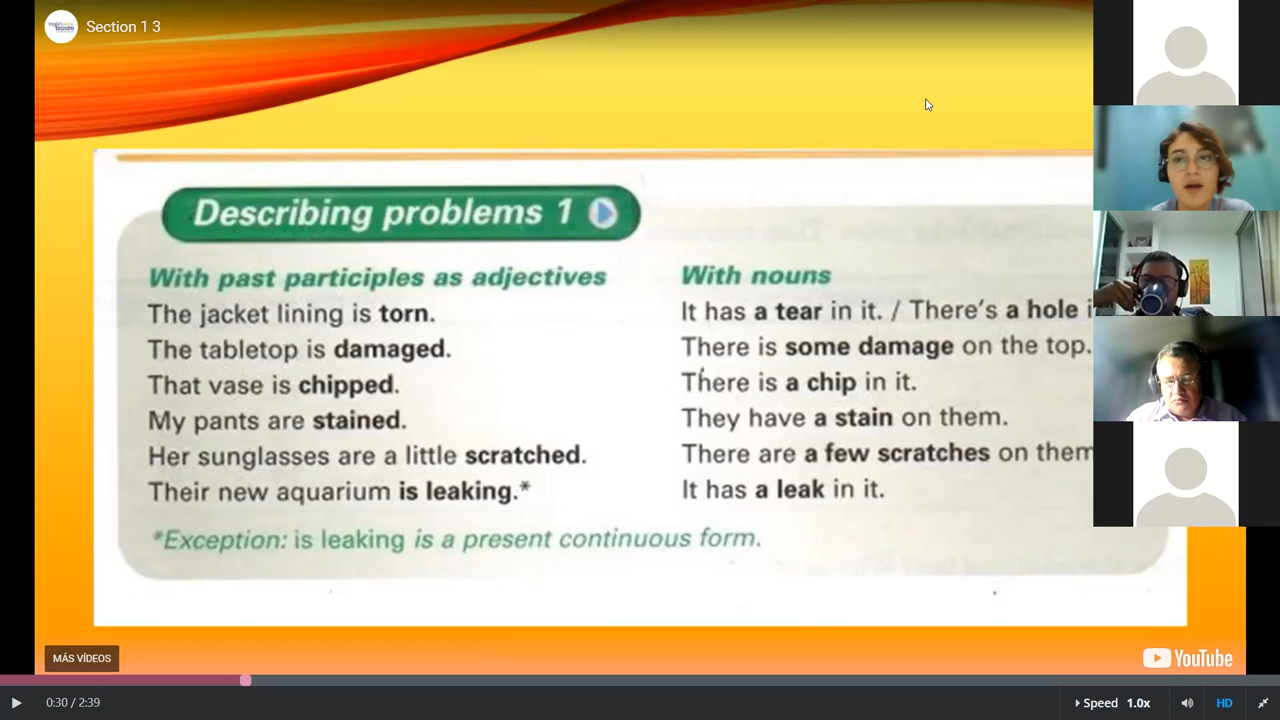 Section 1 3
Describing problems 1
With past participles as adjectives
The jacket lining is torn.
The tabletop is damaged.
That vase is chipped.
My pants are stained.
Her sunglasses are a little scratched.
Their new aquarium is leaking.*
With nouns
It has a tear in it. / There's a hole i
There is some damage on the top.
There is a chip in it.
They have a stain on them.
There are a few scratches on them
It has a leak in it.
*Exception: is leaking is a present continuous form.
MÁS VÍDEOS
YouTube
0:30 / 2:39
Speed 1.0x
HD